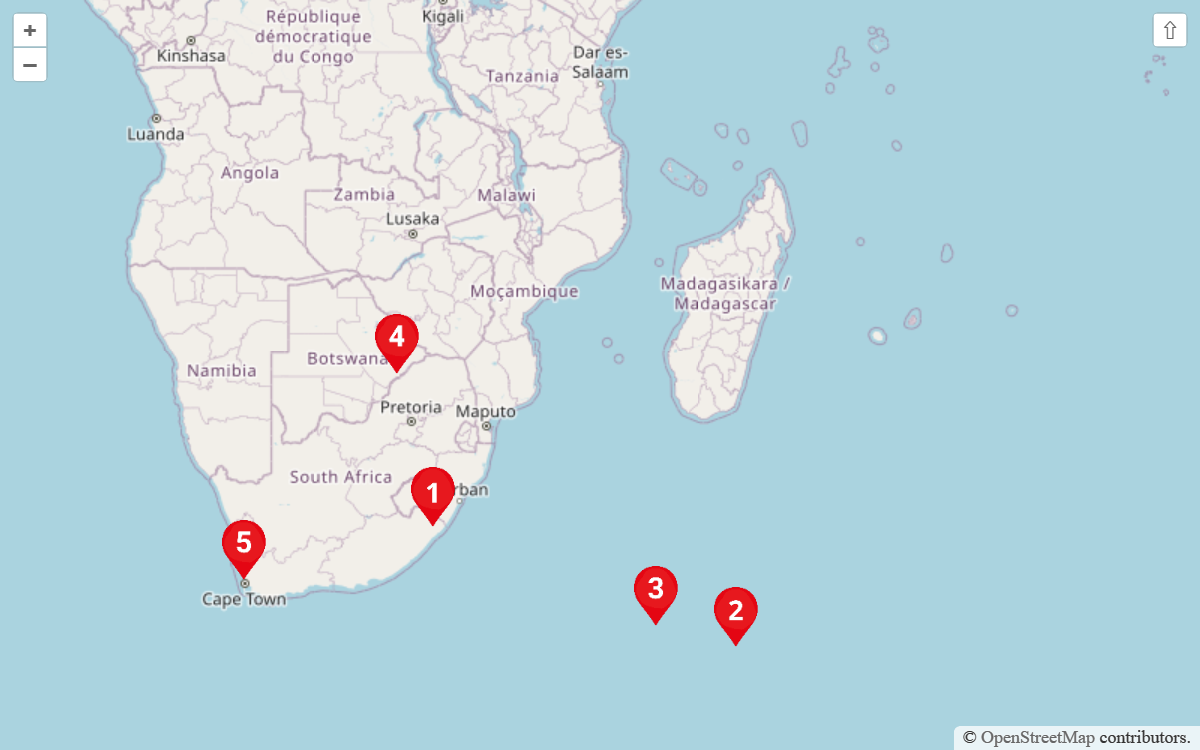 +
−
⇧
République
démocratique
du Congo
Kigali
Kinshasa
Dar es-
Salaam
Tanzania
Luanda
Angola
Zambia
Malawi
Lusaka
Moçambique
Madagasikara /
Madagascar
4
Botswana
Namibia
Pretoria
Maputo
South Africa
1
rban
5
Cape Town
3
2
© OpenStreetMap contributors.